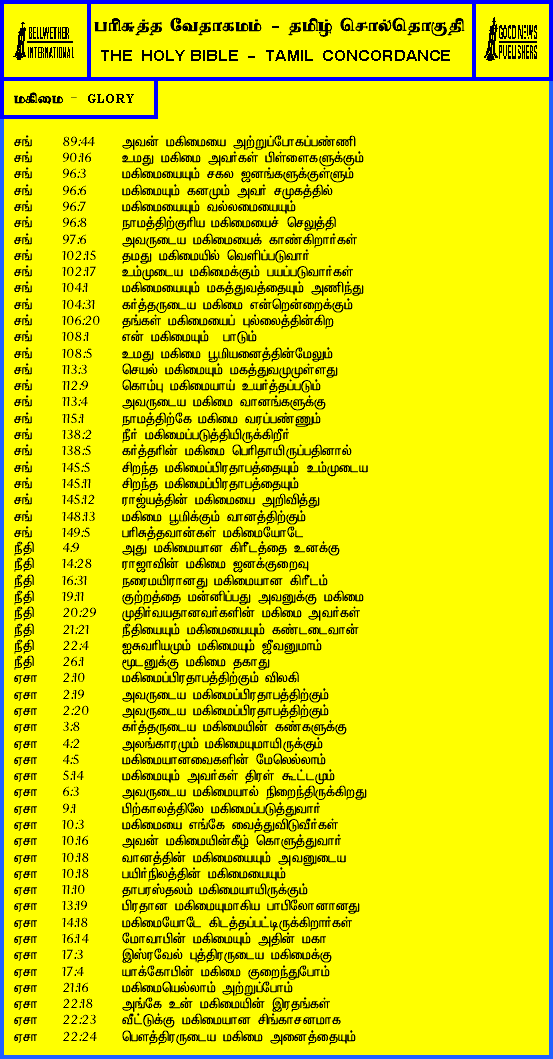 BELLWETHER
INTERNATIONAL
பரிசுத்த வேதாகமம் - தமிழ் சொல்தொகுதி
THE HOLY BIBLE - TAMIL CONCORDANCE
GOOD NEWS
PUBLISHERS
மகிமை - GLORY
சங் 89:44 அவன் மகிமையை அற்றுப்போகப்பண்ணி
சங் 90:16 உமது மகிமை அவர்கள் பிள்ளைகளுக்கும்
சங் 96:3 மகிமையையும் சகல ஜனங்களுக்குள்ளும்
சங் 96:6 மகிமையும் கனமும் அவர் சமுகத்தில்
சங் 96:7 மகிமையையும் வல்லமையையும்
சங் 96:8 நாமத்திற்குரிய மகிமையைச் செலுத்தி
சங் 97:6 அவருடைய மகிமையைக் காண்கிறார்கள்
சங் 102:15 தமது மகிமையில் வெளிப்படுவார்
சங் 102:17 உம்முடைய மகிமைக்கும் பயப்படுவார்கள்
சங் 104:1 மகிமையையும் மகத்துவத்தையும் அணிந்து
சங் 104:31 கர்த்தருடைய மகிமை என்றென்றைக்கும்
சங் 106:20 தங்கள் மகிமையைப் புல்லைத்தின்கிற
சங் 108:1 என் மகிமையும் பாடும்
சங் 108:5 உமது மகிமை பூமியனைத்தின்மேலும்
சங் 113:3 செயல் மகிமையும் மகத்துவமுமுள்ளது
சங் 112:9 கொம்பு மகிமையாய் உயர்த்தப்படும்
சங் 113:4 அவருடைய மகிமை வானங்களுக்கு
சங் 115:1 நாமத்திற்கே மகிமை வரப்பண்ணும்
சங் 138:2 நீர் மகிமைப்படுத்தியிருக்கிறீர்
சங் 138:5 கர்த்தரின் மகிமை பெரிதாயிருப்பதினால்
சங் 145:5 சிறந்த மகிமைப்பிரதாபத்தையும் உம்முடைய
சங் 145:11 சிறந்த மகிமைப்பிரதாபத்தையும்
சங் 145:12 ராஜ்யத்தின் மகிமையை அறிவித்து
சங் 148:13 மகிமை பூமிக்கும் வானத்திற்கும்
சங் 149:5 பரிசுத்தவான்கள் மகிமையோடே
நீதி 4:9 அது மகிமையான கிரீடத்தை உனக்கு
நீதி 14:28 ராஜாவின் மகிமை ஜனக்குறைவு
நீதி 16:31 நரைமயிரானது மகிமையான கிரீடம்
நீதி 19:11 குற்றத்தை மன்னிப்பது அவனுக்கு மகிமை
நீதி 20:29 முதிர்வயதானவர்களின் மகிமை அவர்கள்
நீதி 21:21 நீதியையும் மகிமையையும் கண்டடைவான்
நீதி 22:4 ஐசுவரியமும் மகிமையும் ஜீவனுமாம்
நீதி 26:1 மூடனுக்கு மகிமை தகாது
ஏசா 2:10 மகிமைப்பிரதாபத்திற்கும் விலகி
ஏசா 2:19 அவருடைய மகிமைப்பிரதாபத்திற்கும்
ஏசா 2:20 அவருடைய மகிமைப்பிரதாபத்திற்கும்
ஏசா 3:8 கர்த்தருடைய மகிமையின் கண்களுக்கு
ஏசா 4:2 அலங்காரமும் மகிமையுமாயிருக்கும்
ஏசா 4:5 மகிமையானவைகளின் மேலெல்லாம்
ஏசா 5:14 மகிமையும் அவர்கள் திரள் கூட்டமும்
ஏசா 6:3 அவருடைய மகிமையால் நிறைந்திருக்கிறது
ஏசா 9:1 பிற்காலத்திலே மகிமைப்படுத்துவார்
ஏசா 10:3 மகிமையை எங்கே வைத்துவிடுவீர்கள்
ஏசா 10:16 அவன் மகிமையின்கீழ் கொளுத்துவார்
ஏசா 10:18 வானத்தின் மகிமையையும் அவனுடைய
ஏசா 10:18 பயிர்நிலத்தின் மகிமையையும்
ஏசா 11:10 தாபரஸ்தலம் மகிமையாயிருக்கும்
ஏசா 13:19 பிரதான மகிமையுமாகிய பாபிலோனானது
ஏசா 14:18 மகிமையோடே கிடத்தப்பட்டிருக்கிறார்கள்
ஏசா 16:14 மோவாபின் மகிமையும் அதின் மகா
ஏசா 17:3 இஸ்ரவேல் புத்திரருடைய மகிமைக்கு
ஏசா 17:4 யாக்கோபின் மகிமை குறைந்துபோம்
ஏசா 21:16 மகிமையெல்லாம் அற்றுப்போம்
ஏசா 22:18 அங்கே உன் மகிமையின் இரதங்கள்
ஏசா 22:23 வீட்டுக்கு மகிமையான சிங்காசனமாக
ஏசா 22:24 பௌத்திரருடைய மகிமை அனைத்தையும்